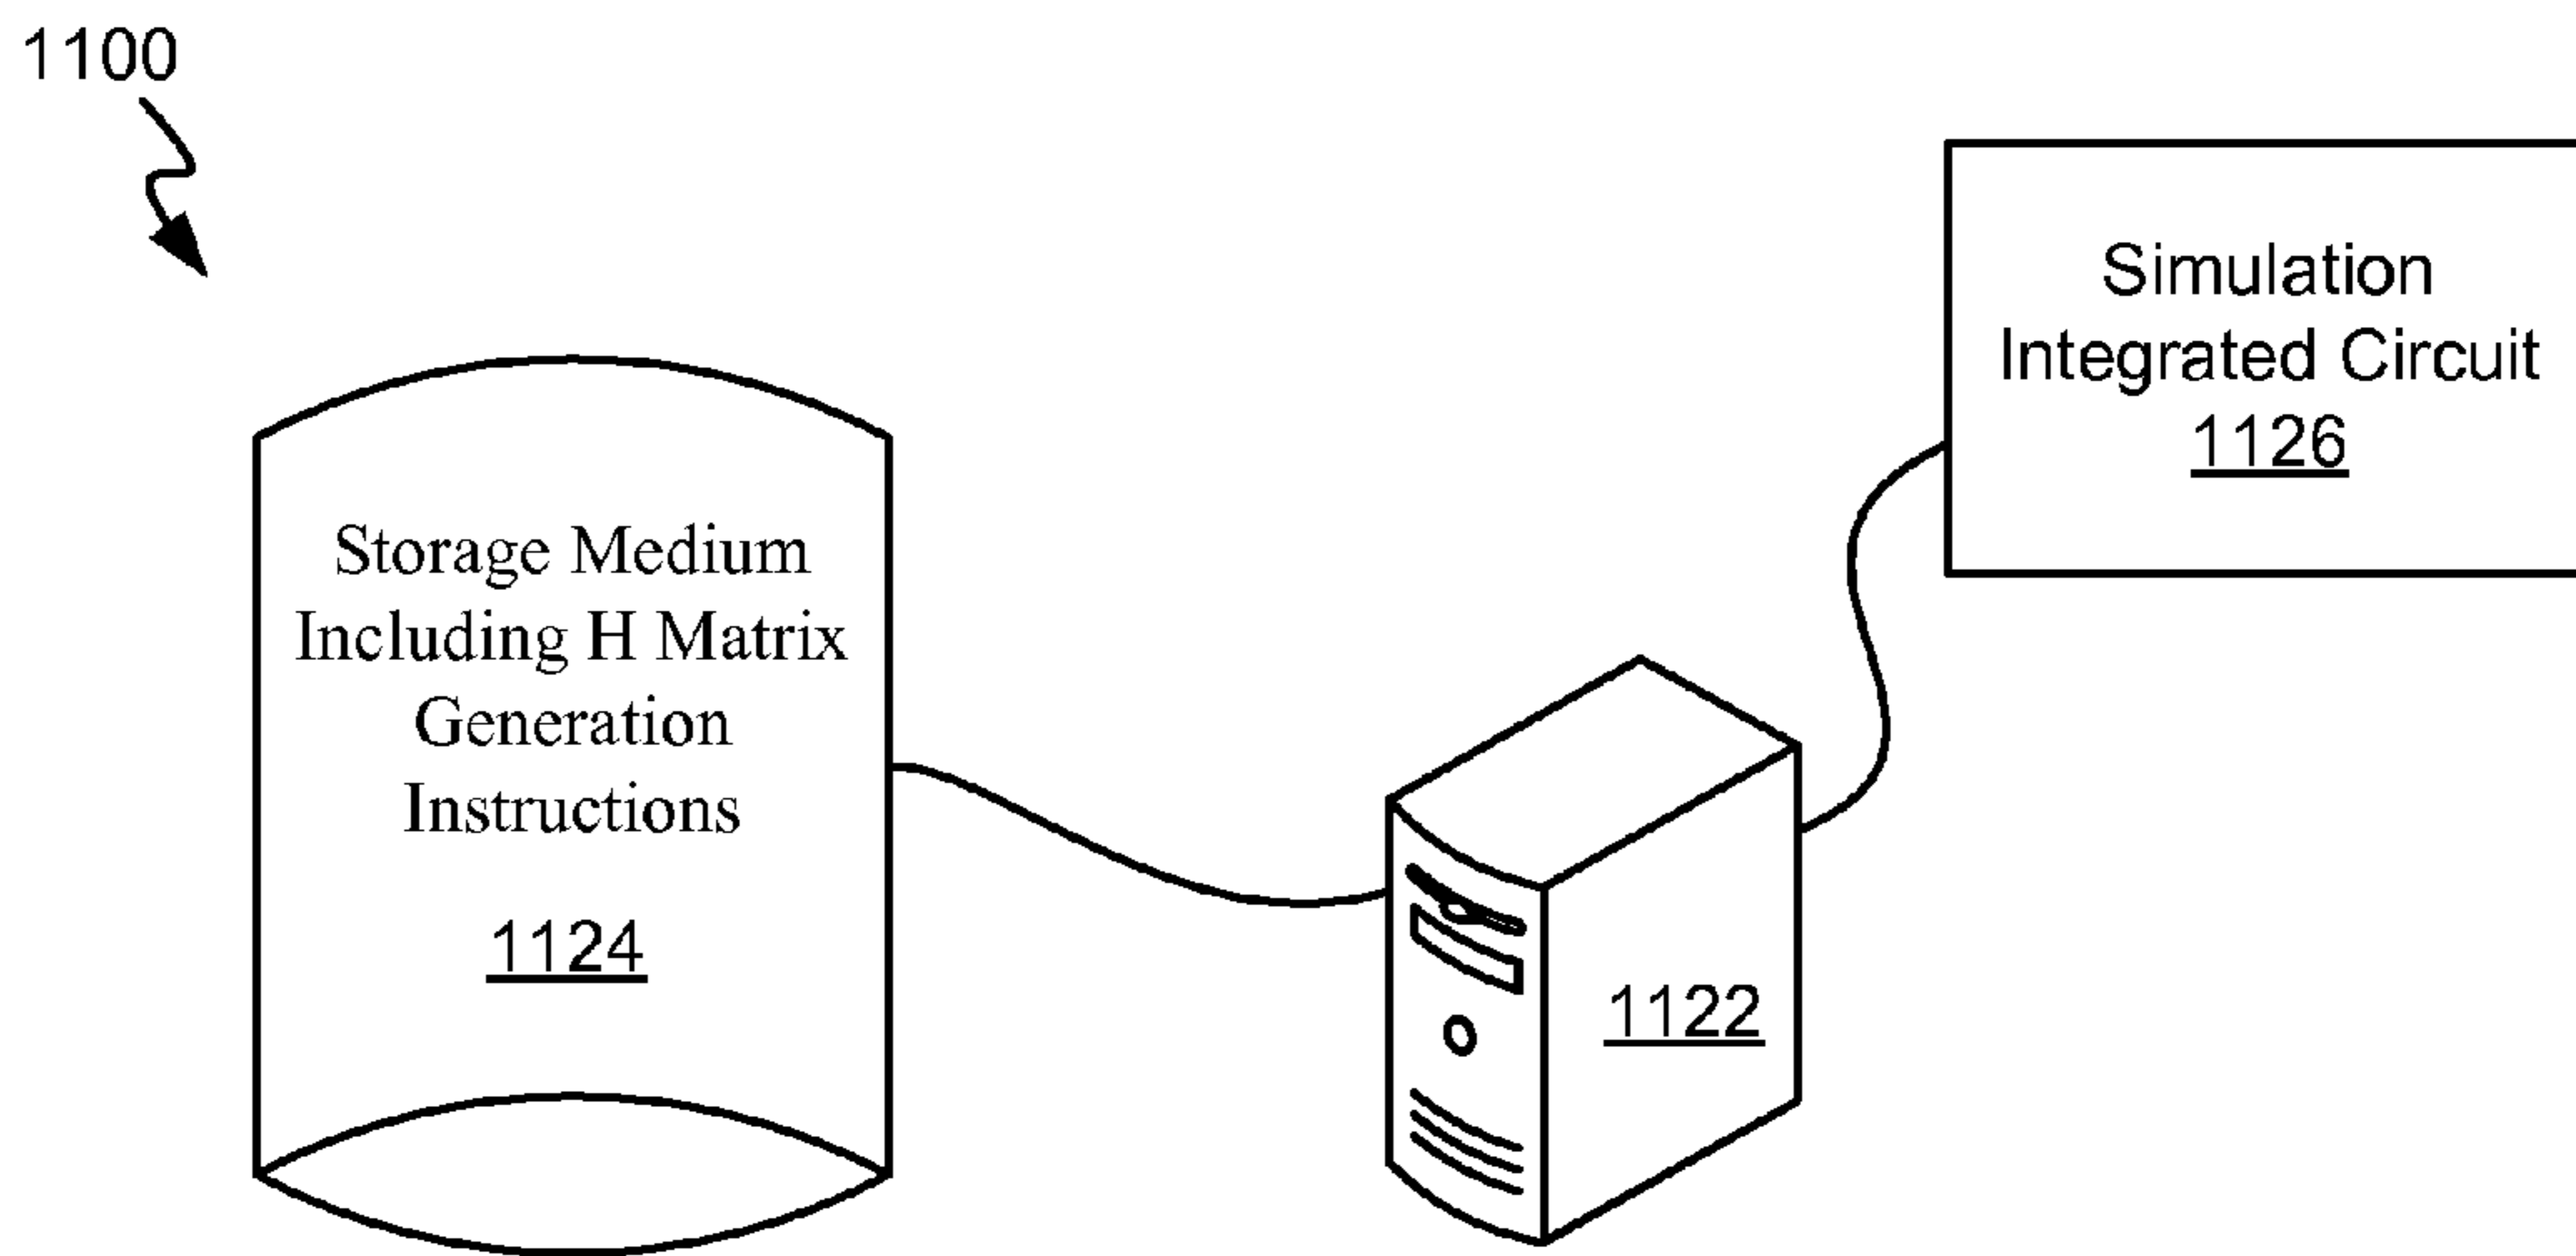 1100
Simulation
Integrated Circuit
1126
Storage Medium
Including H Matrix
Generation
Instructions
1124
1122